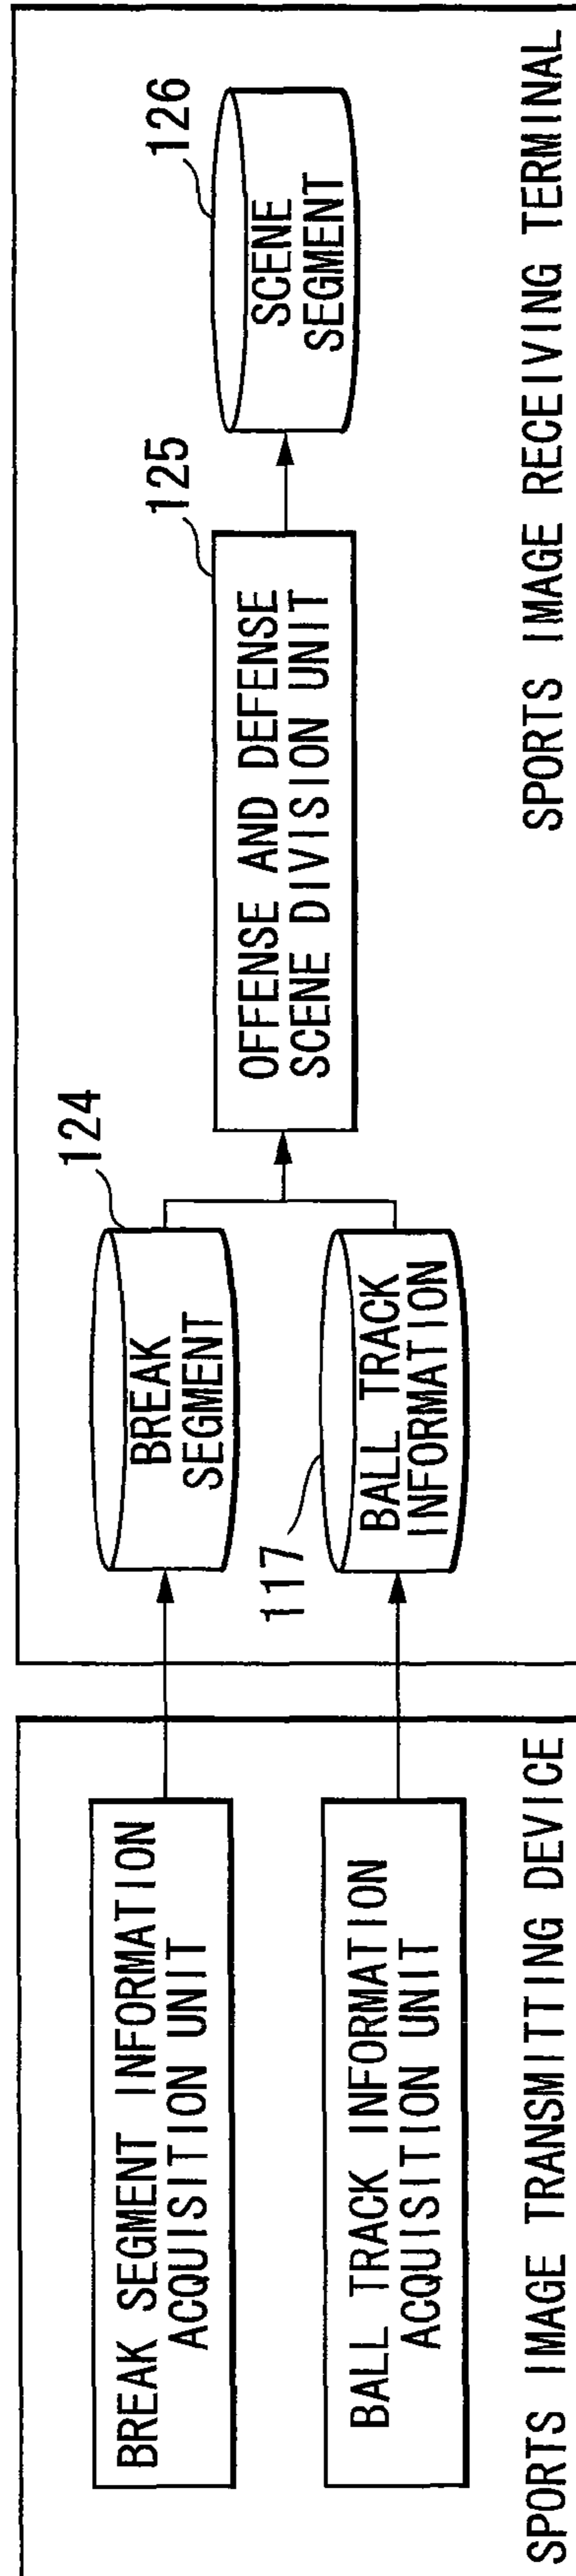 BREAK SEGMENT INFORMATION
ACQUISITION UNIT
BALL TRACK INFORMATION
ACQUISITION UNIT
SPORTS IMAGE TRANSMITTING DEVICE
124
BREAK
SEGMENT
117
BALL TRACK
INFORMATION
125
OFFENSE AND DEFENSE
SCENE DIVISION UNIT
126
SCENE
SEGMENT
SPORTS IMAGE RECEIVING TERMINAL